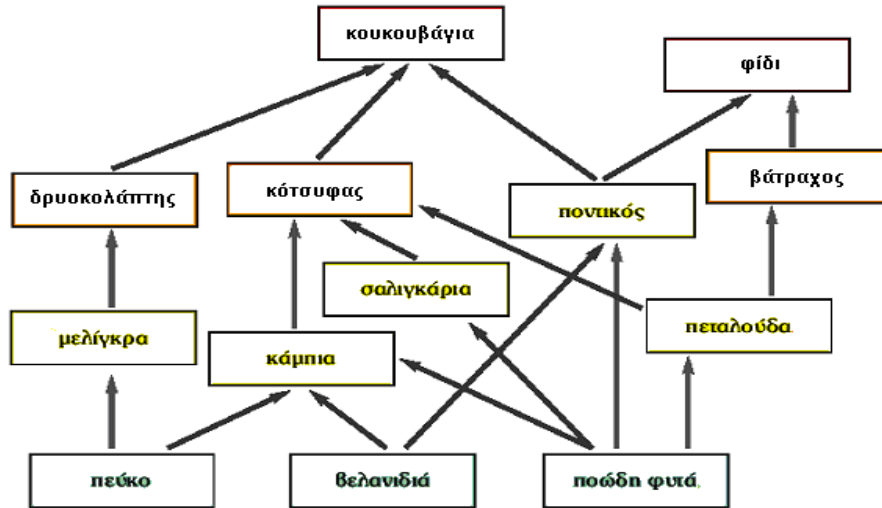 κουκουβάγια
φίδι
δρυοκολάπτης
κότσυφας
ποντικός
βάτραχος
μελίγκρα
κάμπια
σαλιγκάρια
πεταλούδα
πεύκο
βελανιδιά
ποώδη φυτά